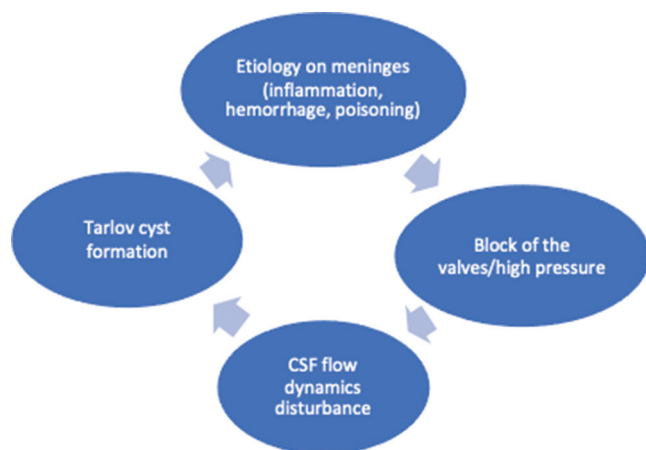 Etiology on meninges
(inflammation,
hemorrhage, poisoning)
Block of the
valves/high pressure
CSF flow
dynamics
disturbance
Tarlov cyst
formation